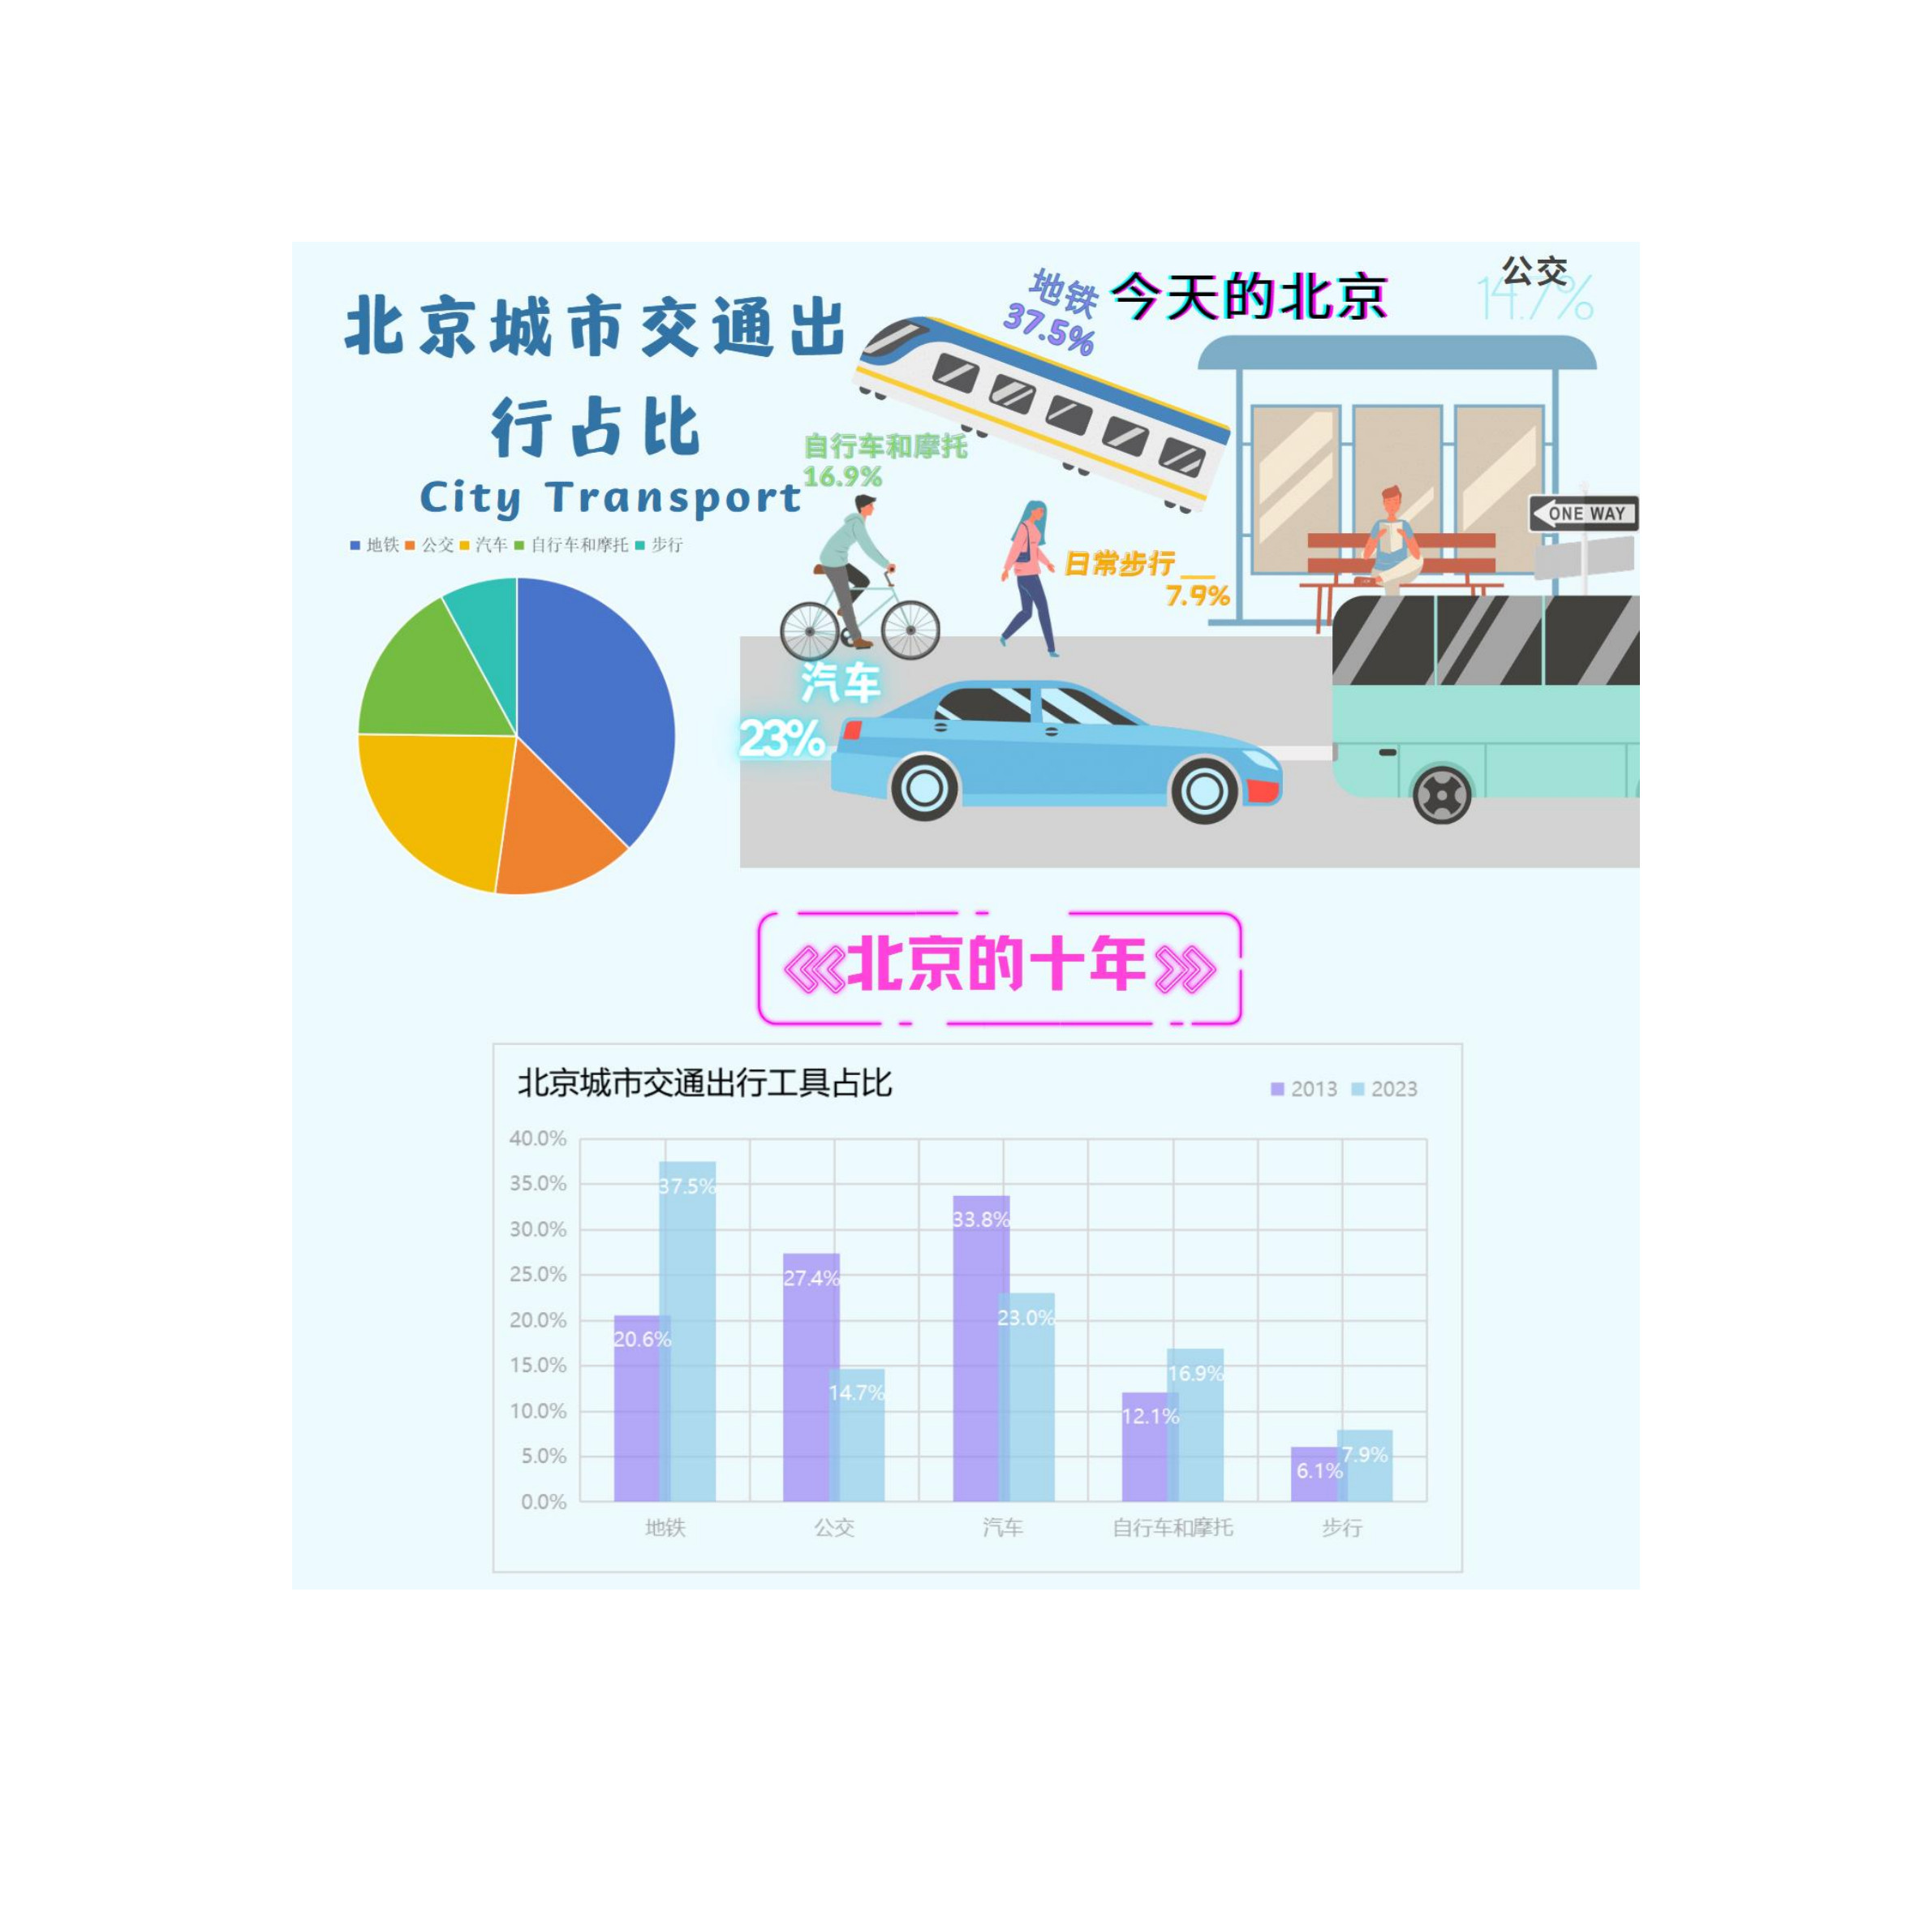 北京城市交通出
行占比
City Transport
地铁 公交 汽车 自行车和摩托 步行
地铁
37.5%
今天的北京
公交
14.7%
自行车和摩托
16.9%
日常步行__
7.9%
ONE WAY
汽车
23%
北京的十年
北京城市交通出行工具占比
2013 2023
40.0%
35.0%
30.0%
25.0%
20.0%
15.0%
10.0%
5.0%
0.0%
20.6% 37.5%
27.4% 14.7%
33.8% 23.0%
12.1% 16.9%
6.1% 7.9%
地铁 公交 汽车 自行车和摩托 步行